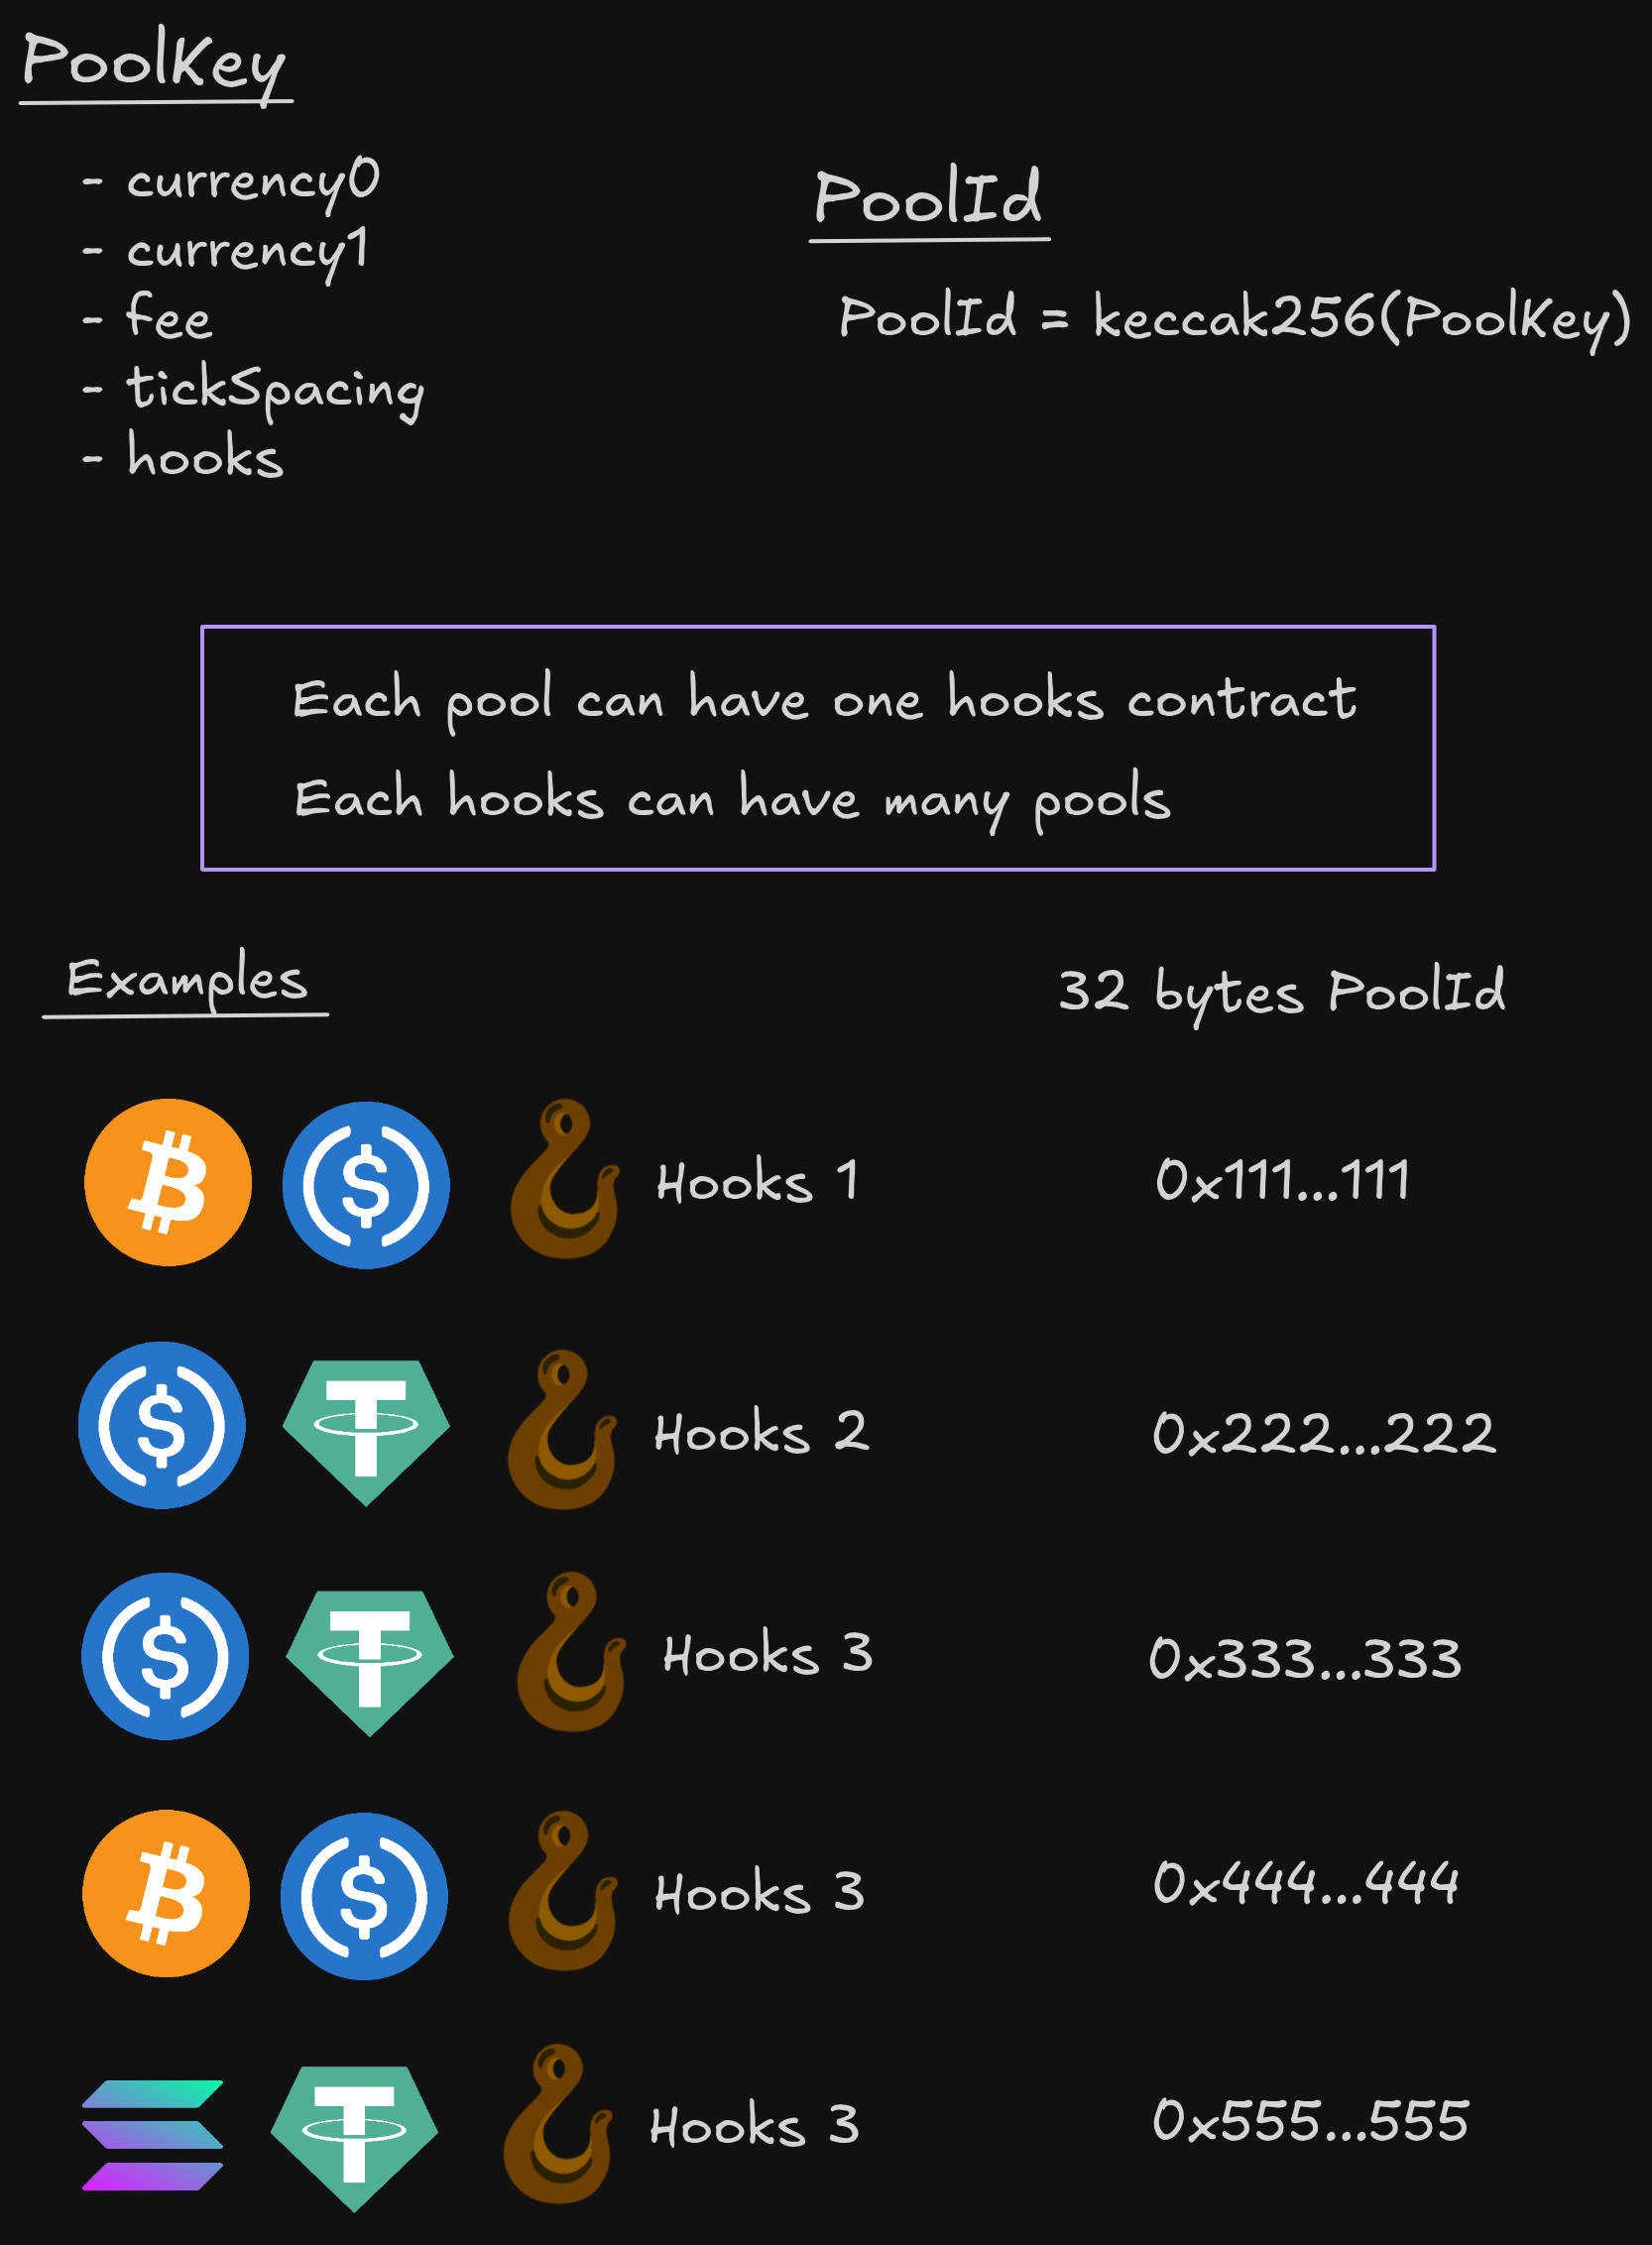 PoolKey
- currency0
- currency1
- fee
- tickSpacing
- hooks
PoolId
PoolId = keccak256(PoolKey)
Each pool can have one hooks contract
Each hooks can have many pools
Examples
32 bytes PoolId
Hooks 1
0x111...111
Hooks 2
0x222...222
Hooks 3
0x333...333
Hooks 3
0x444...444
Hooks 3
0x555...555